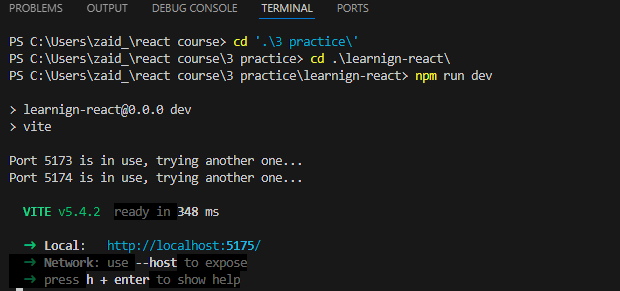 PROBLEMS OUTPUT DEBUG CONSOLE TERMINAL PORTS
PS C:\Users\zaid_\react course> cd '.\3 practice\'
PS C:\Users\zaid_\react course\3 practice> cd .\learnign-react\
PS C:\Users\zaid_\react course\3 practice\learnign-react> npm run dev
> learnign-react@0.0.0 dev
> vite
Port 5173 is in use, trying another one...
Port 5174 is in use, trying another one...
VITE v5.4.2 ready in 348 ms
➜ Local: http://localhost:5175/
➜ Network: use --host to expose
➜ press h + enter to show help